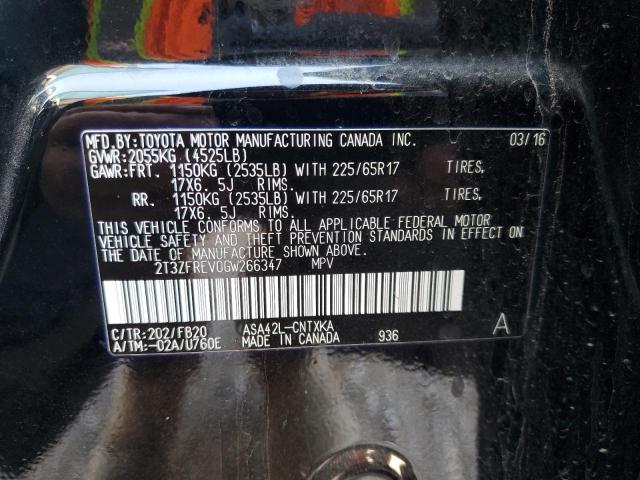 MFD.BY:TOYOTA MOTOR MANUFACTURING CANADA INC. 03/16
GVWR:2055KG (4525LB)
GAWR:FRT. 1150KG (2535LB) WITH 225/65R17 TIRES,
17X6. 5J RIMS.
RR. 1150KG (2535LB) WITH 225/65R17 TIRES,
17X6. 5J RIMS.
THIS VEHICLE CONFORMS TO ALL APPLICABLE FEDERAL MOTOR
VEHICLE SAFETY AND THEFT PREVENTION STANDARDS IN EFFECT ON
THE DATE OF MANUFACTURE SHOWN ABOVE.
2T3ZFREV0GW266347 MPV
C/TR:202/FB20 ASA42L-CNTXKA A
A/TM:-02A/U760E MADE IN CANADA 936